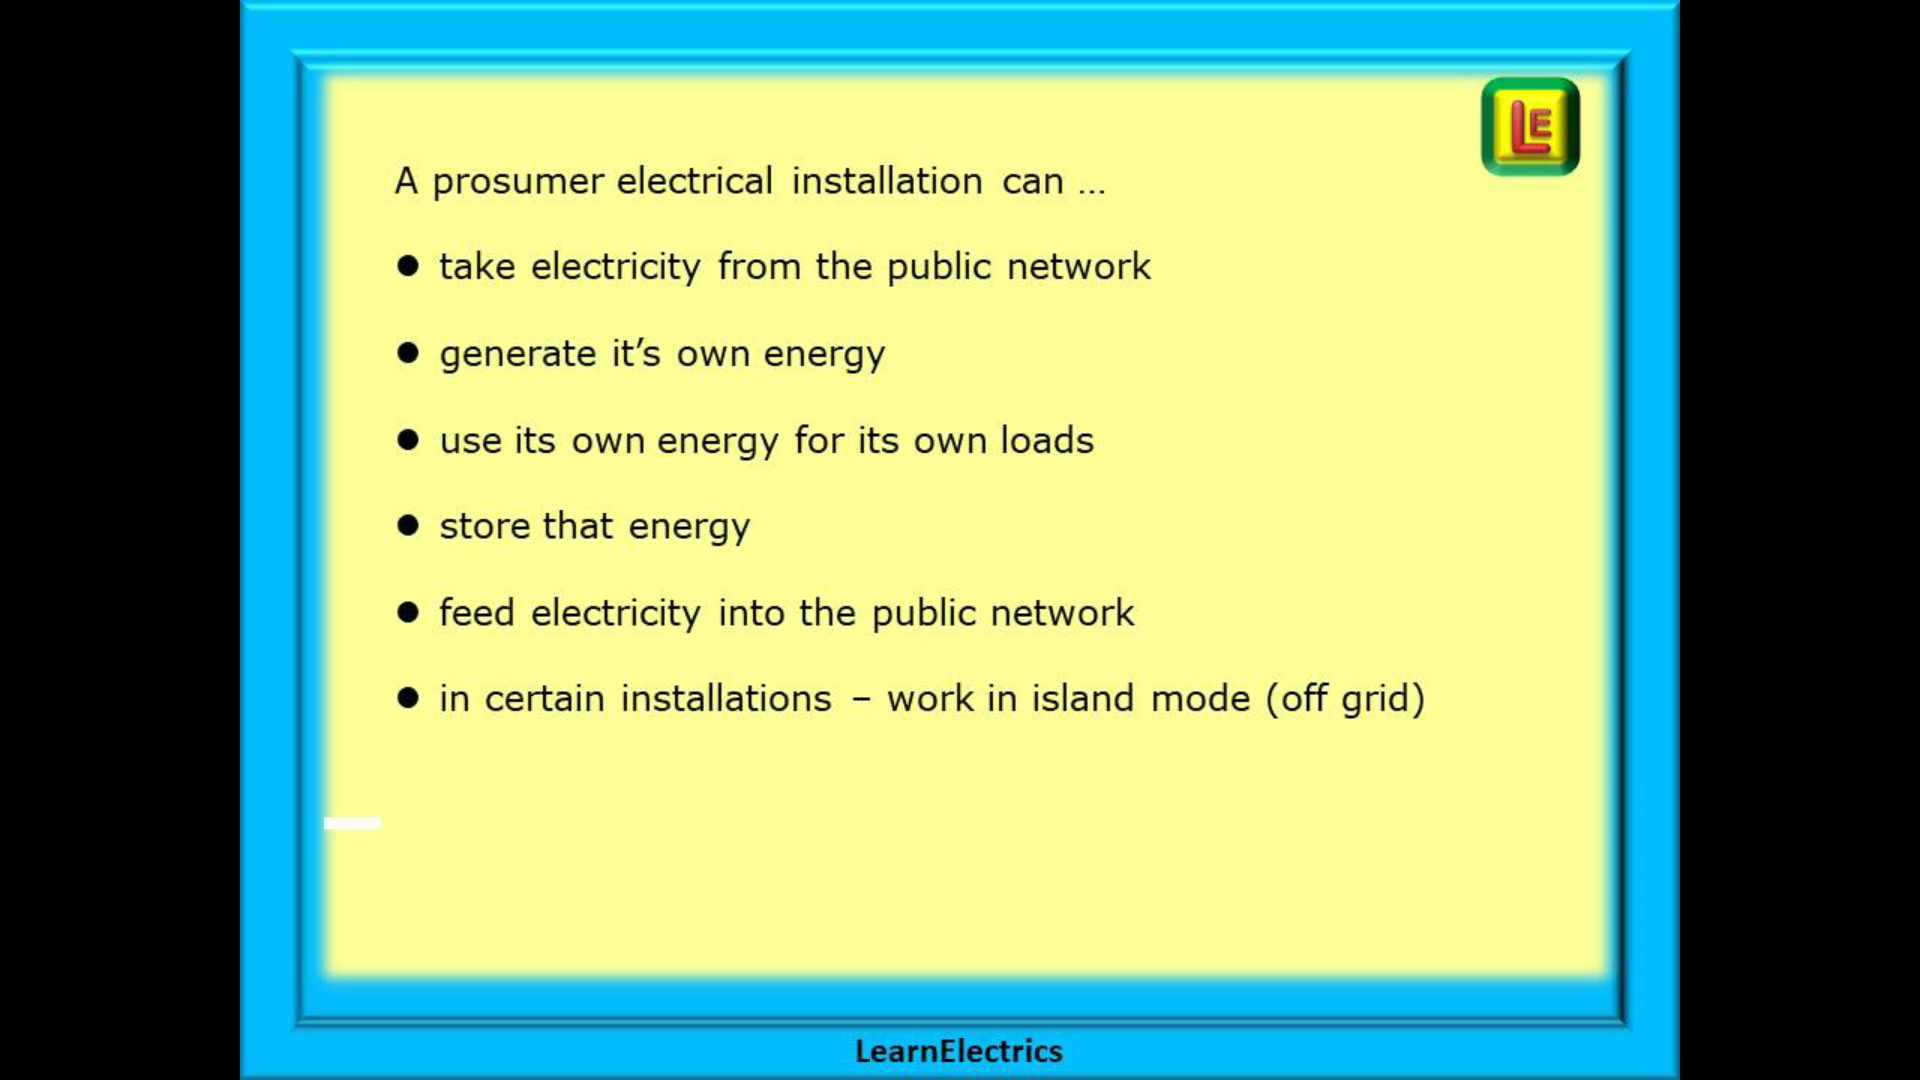 LE
A prosumer electrical installation can ...
● take electricity from the public network
● generate it’s own energy
● use its own energy for its own loads
● store that energy
● feed electricity into the public network
● in certain installations – work in island mode (off grid)
LearnElectrics